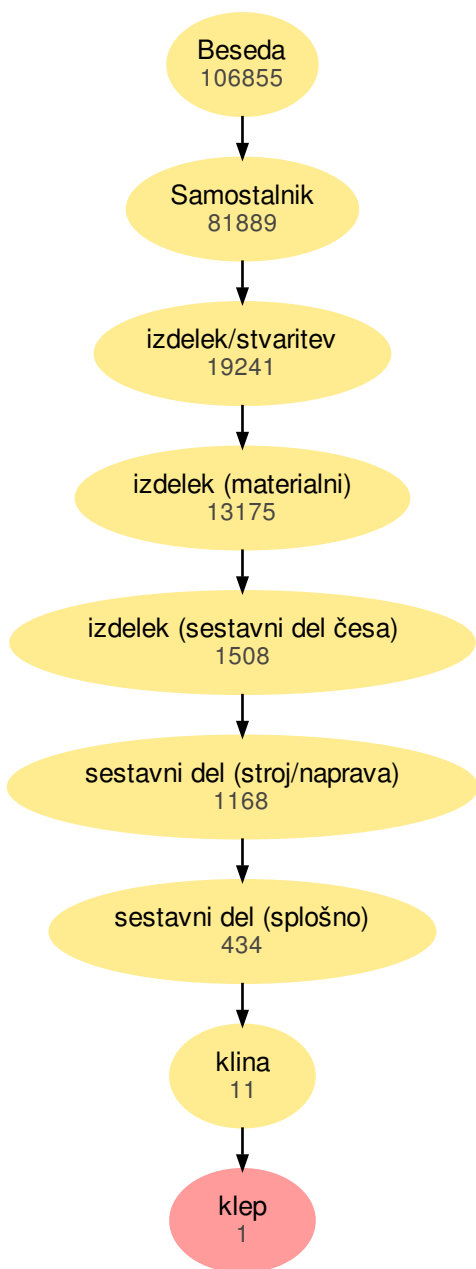 Beseda
106855
Samostalnik
81889
izdelek/stvaritev
19241
izdelek (materialni)
13175
izdelek (sestavni del česa)
1508
sestavni del (stroj/naprava)
1168
sestavni del (splošno)
434
klina
11
klep
1